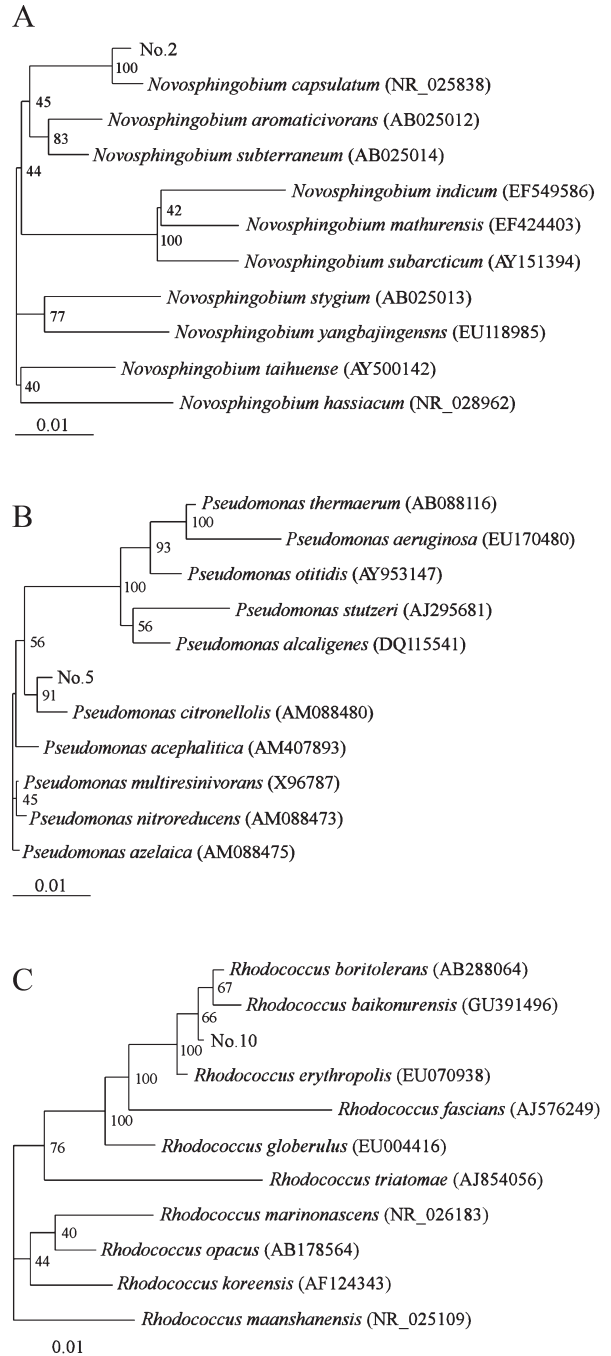 A
No.2
100
Novosphingobium capsulatum (NR_025838)
45
Novosphingobium aromaticivorans (AB025012)
83
Novosphingobium subterraneum (AB025014)
44
Novosphingobium indicum (EF549586)
42
Novosphingobium mathurensis (EF424403)
100
Novosphingobium subarcticum (AY151394)
Novosphingobium stygium (AB025013)
77
Novosphingobium yangbajingensns (EU118985)
Novosphingobium taihuense (AY500142)
40
Novosphingobium hassiacum (NR_028962)
0.01
B
Pseudomonas thermaerum (AB088116)
100
Pseudomonas aeruginosa (EU170480)
93
Pseudomonas otitidis (AY953147)
100
Pseudomonas stutzeri (AJ295681)
56
Pseudomonas alcaligenes (DQ115541)
56
No.5
91
Pseudomonas citronellolis (AM088480)
Pseudomonas acephalitica (AM407893)
Pseudomonas multiresinivorans (X96787)
45
Pseudomonas nitroreducens (AM088473)
Pseudomonas azelaica (AM088475)
0.01
C
Rhodococcus boritolerans (AB288064)
67
Rhodococcus baikonurensis (GU391496)
66
No.10
100
Rhodococcus erythropolis (EU070938)
100
Rhodococcus fascians (AJ576249)
100
Rhodococcus globerulus (EU004416)
76
Rhodococcus triatomae (AJ854056)
Rhodococcus marinonascens (NR_026183)
40
Rhodococcus opacus (AB178564)
44
Rhodococcus koreensis (AF124343)
Rhodococcus maanshanensis (NR_025109)
0.01